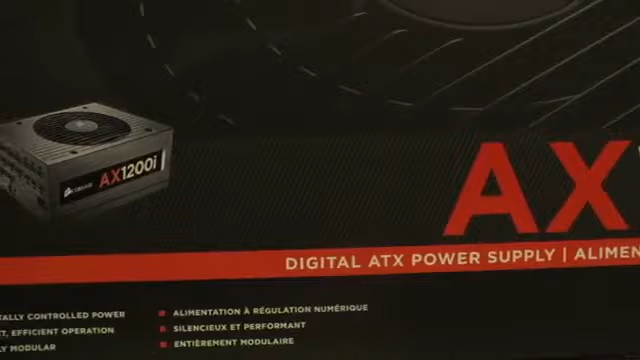 CORSAIR AX1200i
AX
DIGITAL ATX POWER SUPPLY | ALIMEN
TALLY CONTROLLED POWER
ET, EFFICIENT OPERATION
LY MODULAR
ALIMENTATION À RÉGULATION NUMÉRIQUE
SILENCIEUX ET PERFORMANT
ENTIÈREMENT MODULAIRE